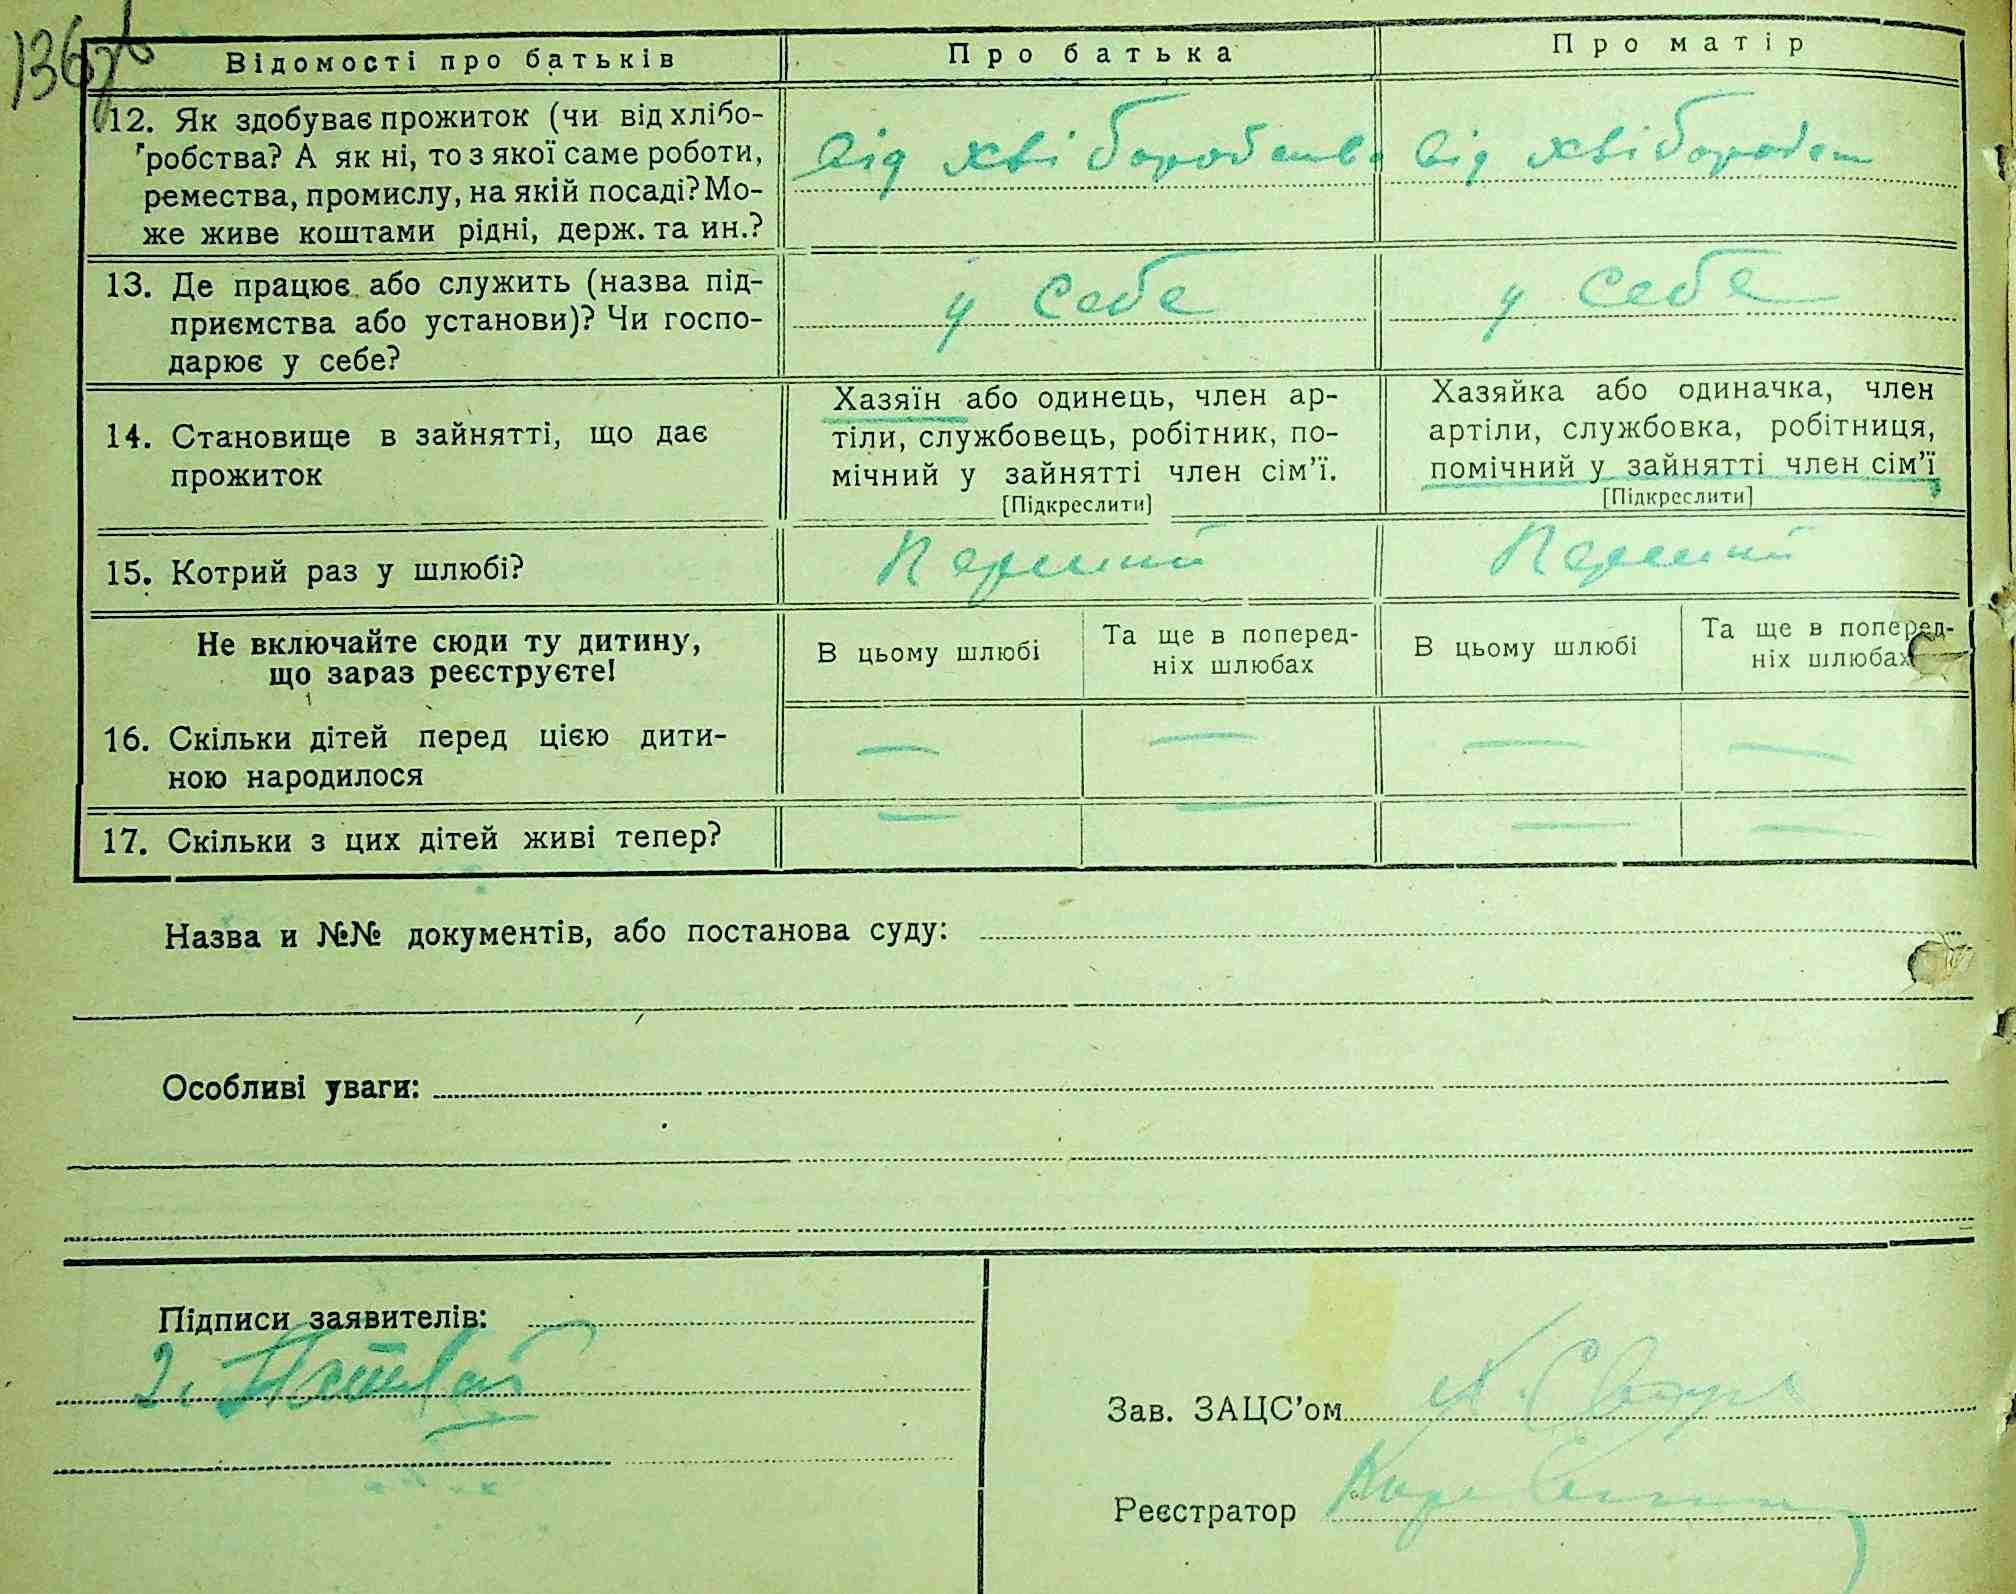 136 зв
Відомості про батьків
Про батька
Про матір
12. Як здобуває прожиток (чи від хлібо-
робства? А як ні, то з якої саме роботи,
ремества, промислу, на якій посаді? Мо-
же живе коштами рідні, держ. та ин.?
від хвіборобства
від хвіборобст
13. Де працює або служить (назва під-
приємства або установи)? Чи госпо-
дарює у себе?
у себе
у себе
14. Становище в зайнятті, що дає
прожиток
Хазяїн або одинець, член ар-
тіли, службовець, робітник, по-
мічний у зайнятті член сім'ї.
[Підкреслити]
Хазяйка або одиначка, член
артіли, службовка, робітниця,
помічний у зайнятті член сім'ї
[Підкреслити]
15. Котрий раз у шлюбі?
Перший
Перший
Не включайте сюди ту дитину,
що зараз реєструєте!
В цьому шлюбі
Та ще в поперед-
ніх шлюбах
В цьому шлюбі
Та ще в поперед-
ніх шлюбах
16. Скільки дітей перед цією дити-
ною народилося
— — — —
17. Скільки з цих дітей живі тепер?
— — — —
Назва и №№ документів, або постанова суду:
Особливі уваги:
Підписи заявителів:
Зав. ЗАЦС'ом
Реєстратор